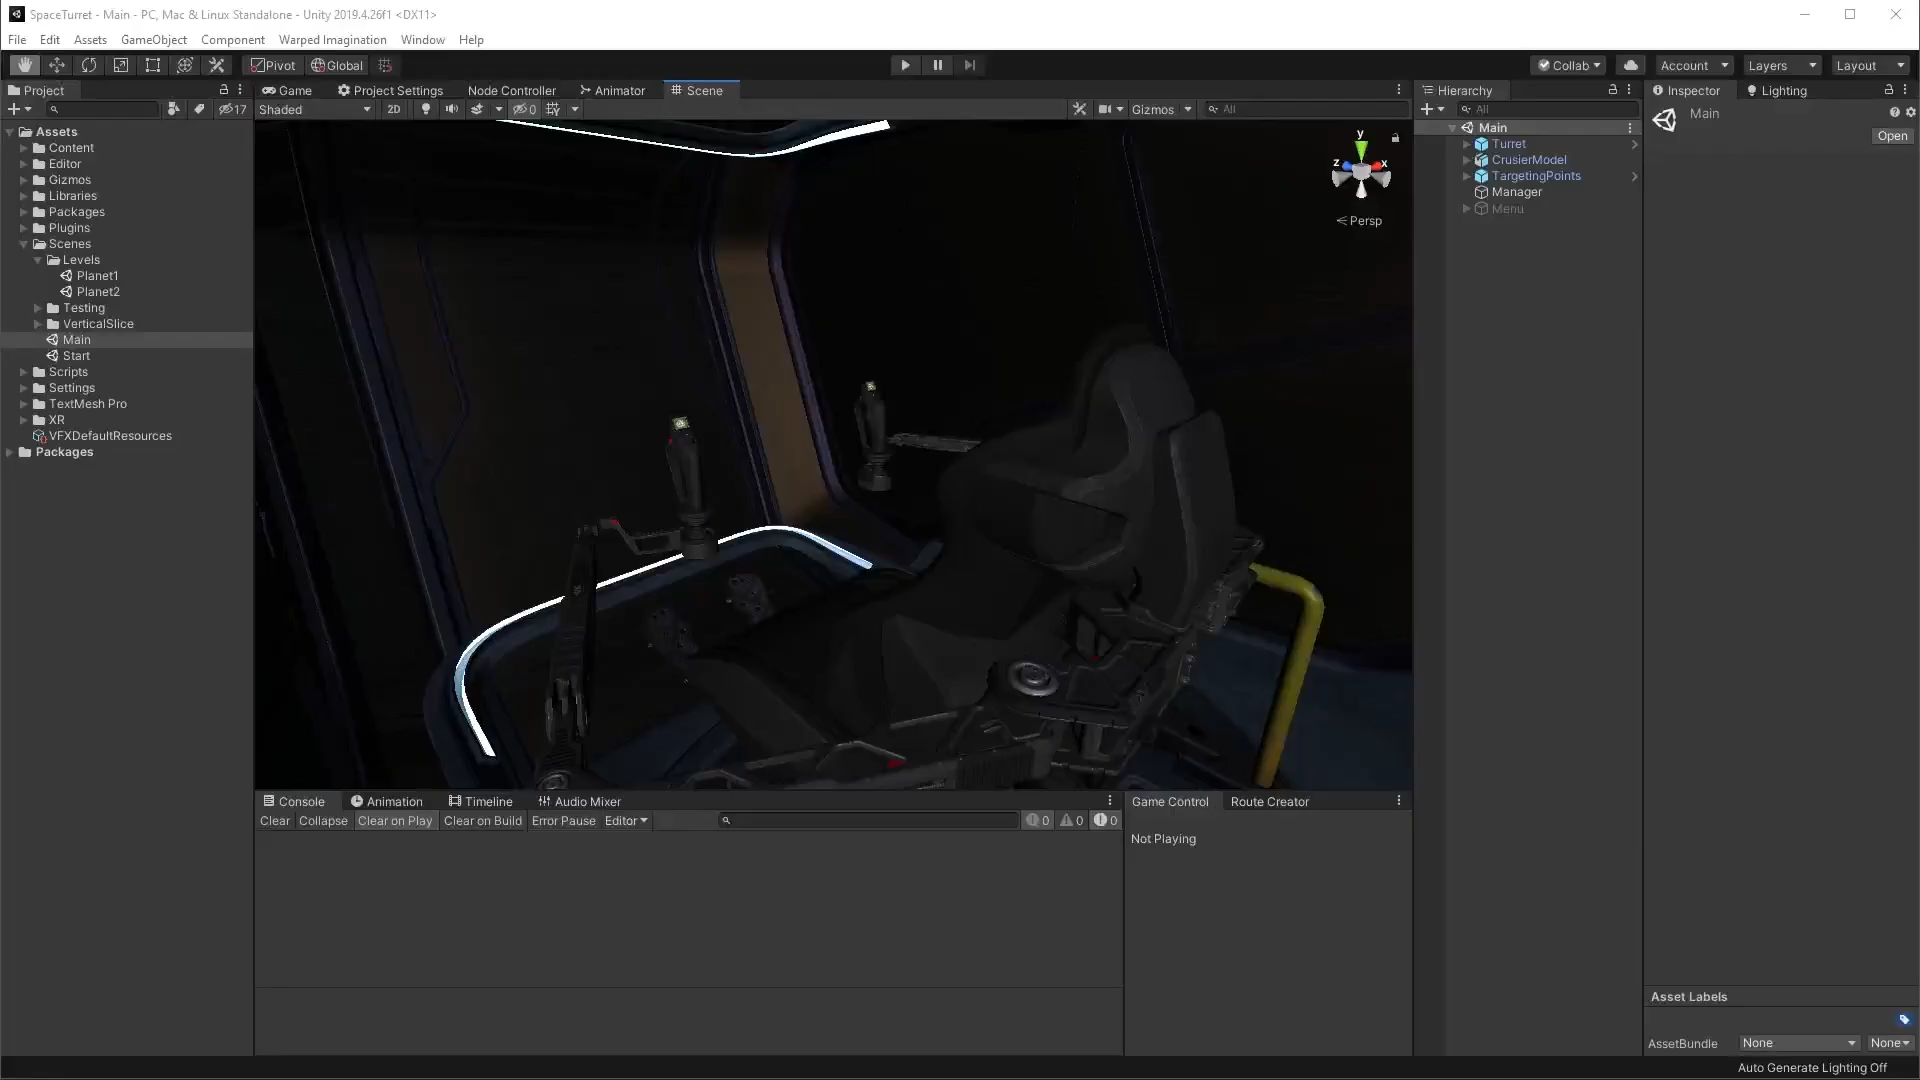 SpaceTurret - Main - PC, Mac & Linux Standalone - Unity 2019.4.26f1 <DX11>
File Edit Assets GameObject Component Warped Imagination Window Help
Pivot Global Collab Account Layers Layout
Project
17
Assets
Content
Editor
Gizmos
Libraries
Packages
Plugins
Scenes
Levels
Planet1
Planet2
Testing
VerticalSlice
Main
Start
Scripts
Settings
TextMesh Pro
XR
VFXDefaultResources
Packages
Game Project Settings Node Controller Animator Scene
Shaded 2D 0 Gizmos All
y
z x
Persp
Console Animation Timeline Audio Mixer
Clear Collapse Clear on Play Clear on Build Error Pause Editor 0 0 0
Game Control Route Creator
Not Playing
Hierarchy
All
Main
Turret
CrusierModel
TargetingPoints
Manager
Menu
Inspector Lighting
Main
Open
Asset Labels
AssetBundle None None
Auto Generate Lighting Off